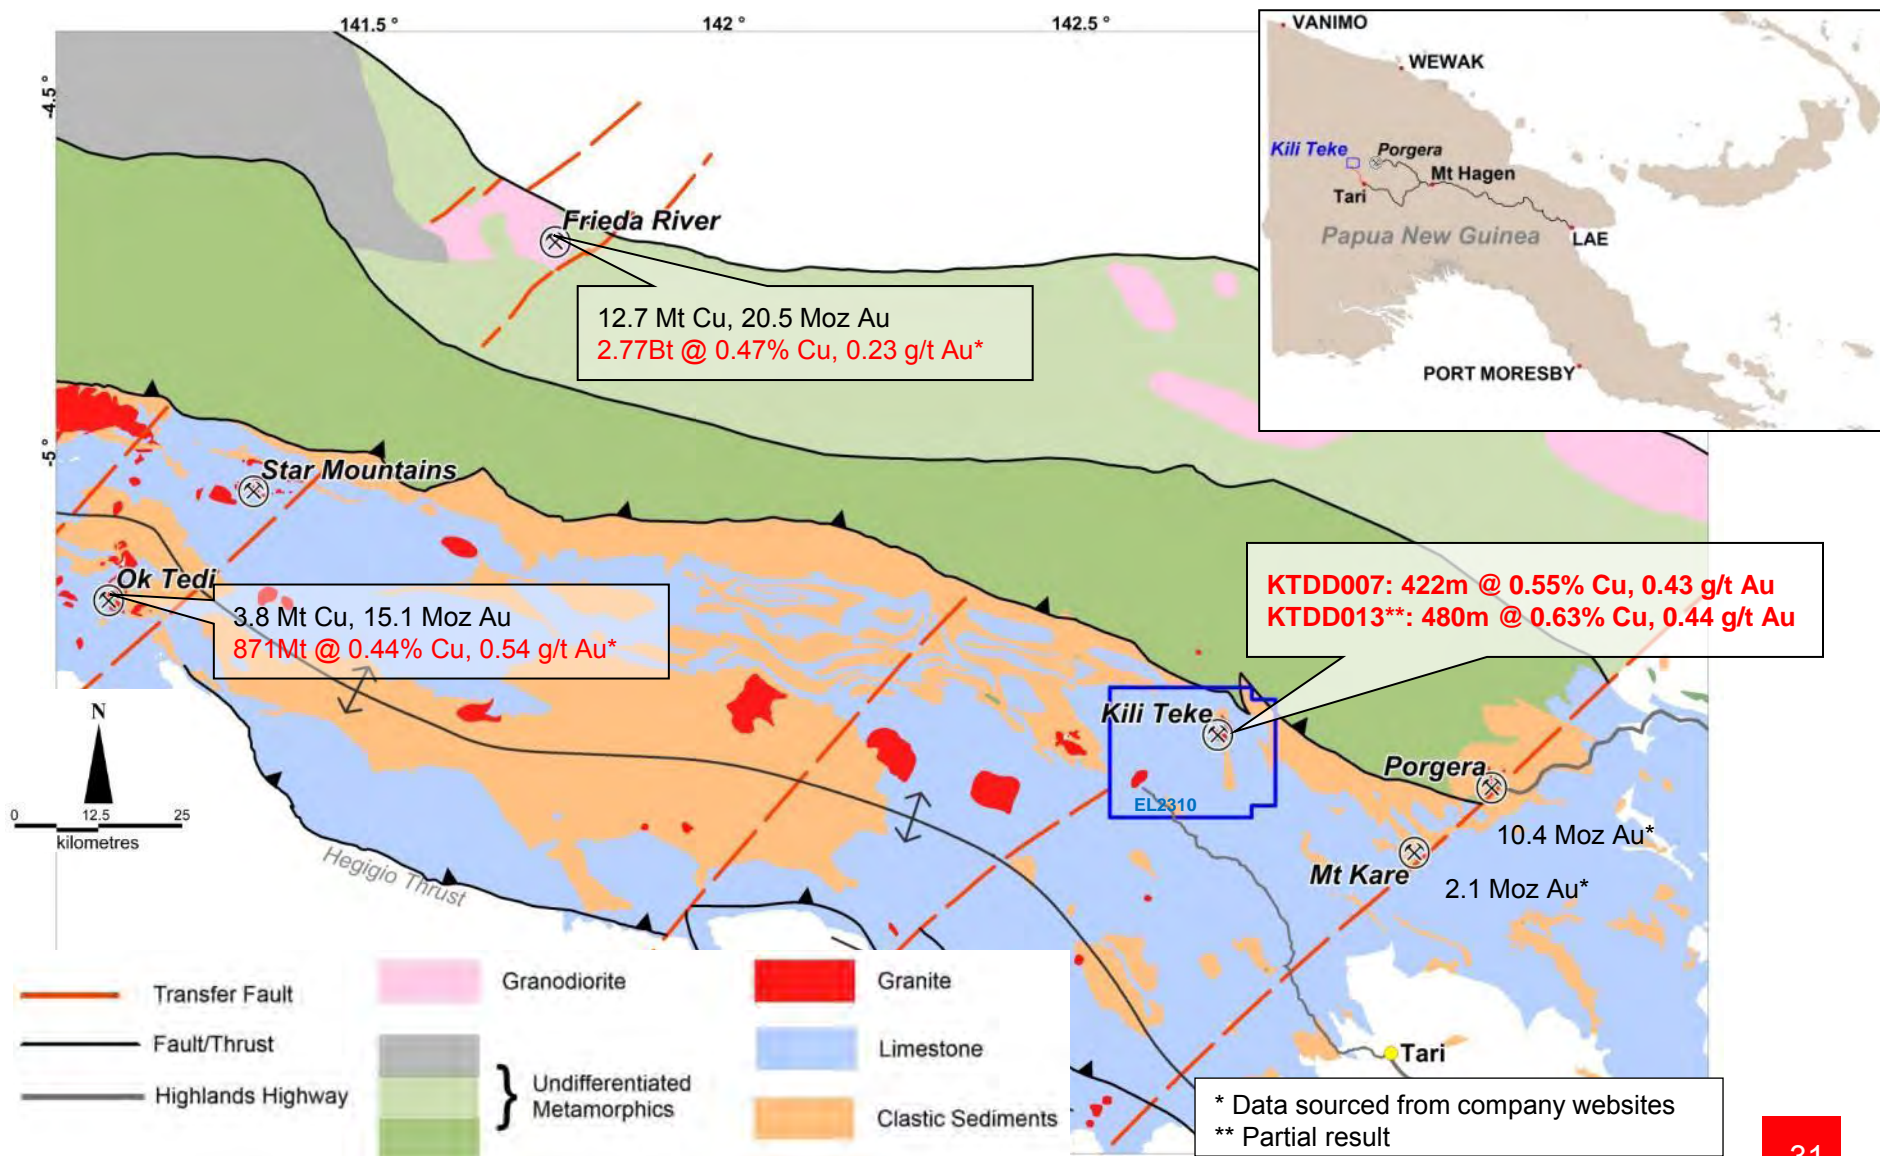 141.5 °
142 °
142.5 °
-4.5 °
-5 °
VANIMO
WEWAK
Kili Teke
Porgera
Mt Hagen
Tari
Papua New Guinea
LAE
PORT MORESBY
Frieda River
12.7 Mt Cu, 20.5 Moz Au
2.77Bt @ 0.47% Cu, 0.23 g/t Au*
Star Mountains
Ok Tedi
3.8 Mt Cu, 15.1 Moz Au
871Mt @ 0.44% Cu, 0.54 g/t Au*
KTDD007: 422m @ 0.55% Cu, 0.43 g/t Au
KTDD013**: 480m @ 0.63% Cu, 0.44 g/t Au
Kili Teke
EL2310
Porgera
10.4 Moz Au*
Mt Kare
2.1 Moz Au*
N
0 12.5 25
kilometres
Hegigio Thrust
Tari
Transfer Fault
Fault/Thrust
Highlands Highway
Granodiorite
} Undifferentiated
Metamorphics
Granite
Limestone
Clastic Sediments
* Data sourced from company websites
** Partial result
31